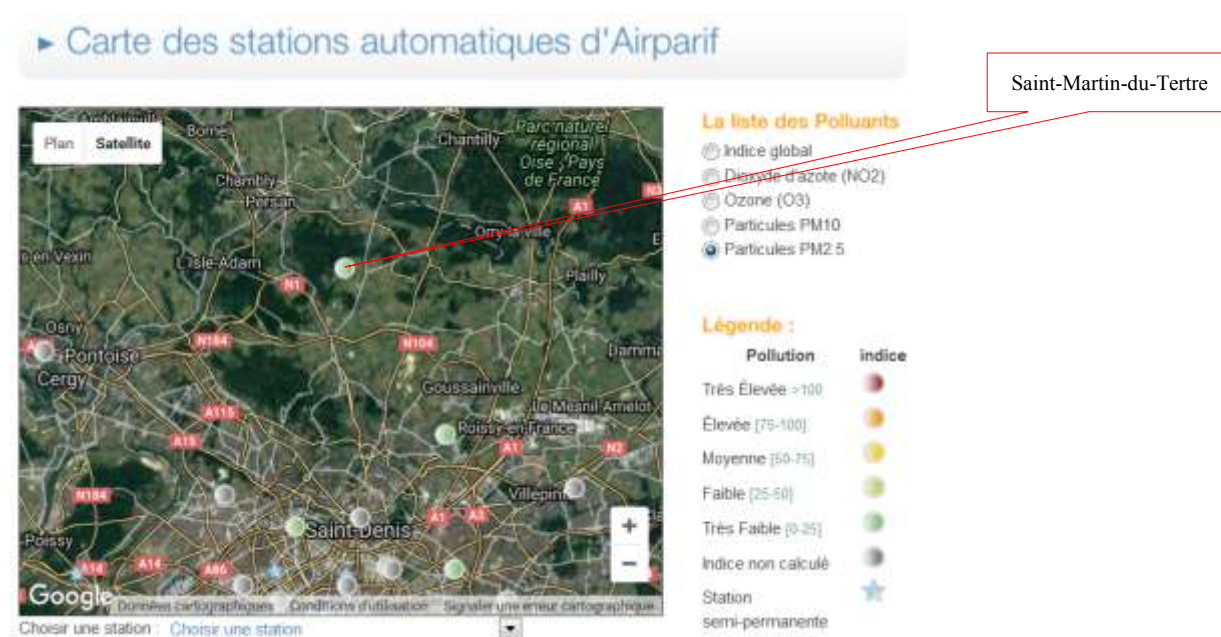 ► Carte des stations automatiques d'Airparif
Saint-Martin-du-Tertre
Plan Satellite
Borne
Chantilly
Parc naturel
régional
Oise / Pays
de France
Chambly
Persan
A1
Orry-la-Ville
L'Isle-Adam
Plailly
N1
Osny
Pontoise
Cergy
N184
N104
Damma
Goussainville
Le Mesnil-Amelot
Roissy-en-France
A115
A15
A1
N2
N184
Villepin
Saint-Denis
A1
A3
Poissy
A14
A14
A86
+
−
Google
Données cartographiques Conditions d'utilisation Signaler une erreur cartographique
Choisir une station : Choisir une station
La liste des Polluants
Indice global
Dioxyde d'azote (NO2)
Ozone (O3)
Particules PM10
Particules PM2.5
Légende :
Pollution indice
Très Élevée >100
Élevée [75-100]
Moyenne [50-75]
Faible [25-50]
Très Faible [0-25]
Indice non calculé
Station
semi-permanente